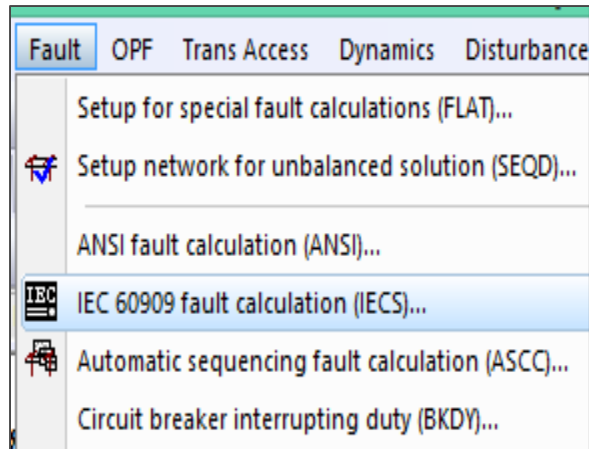 Fault OPF Trans Access Dynamics Disturbance
Setup for special fault calculations (FLAT)...
Setup network for unbalanced solution (SEQD)...
ANSI fault calculation (ANSI)...
IEC IEC 60909 fault calculation (IECS)...
Automatic sequencing fault calculation (ASCC)...
Circuit breaker interrupting duty (BKDY)...